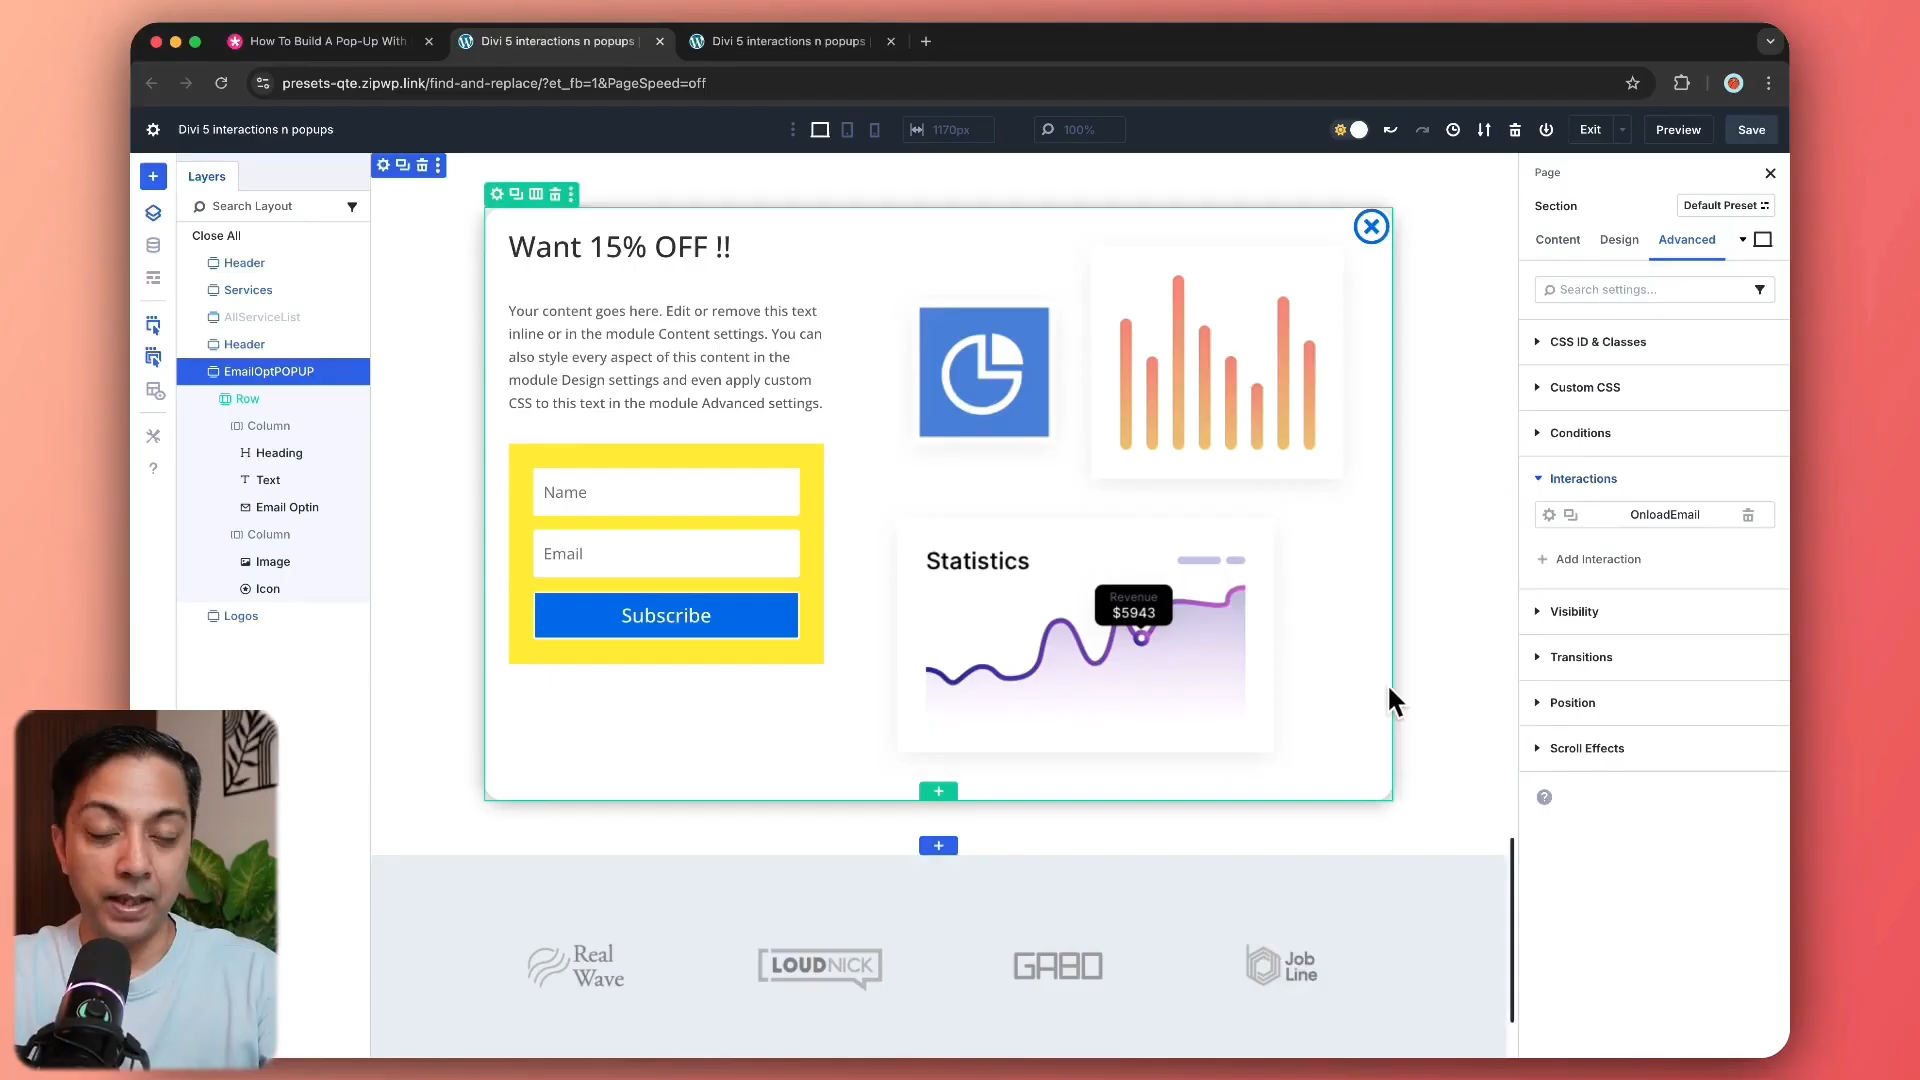 How To Build A Pop-Up With
Divi 5 interactions n popups
Divi 5 interactions n popups
presets-qte.zipwp.link/find-and-replace/?et_fb=1&PageSpeed=off
Divi 5 interactions n popups
1170px
100%
Exit
Preview
Save
Layers
Search Layout
Close All
Header
Services
AllServiceList
Header
EmailOptPOPUP
Row
Column
Heading
Text
Email Optin
Column
Image
Icon
Logos
Want 15% OFF !!
Your content goes here. Edit or remove this text
inline or in the module Content settings. You can
also style every aspect of this content in the
module Design settings and even apply custom
CSS to this text in the module Advanced settings.
Name
Email
Subscribe
Statistics
Revenue
$5943
Real
Wave
LOUDNICK
GABO
Job
Line
Page
Section
Default Preset
Content
Design
Advanced
Search settings...
CSS ID & Classes
Custom CSS
Conditions
Interactions
OnloadEmail
Add Interaction
Visibility
Transitions
Position
Scroll Effects